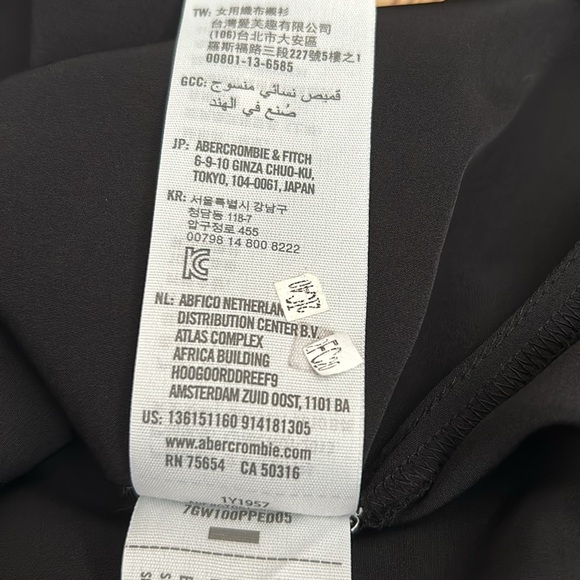 TW: 女用織布襯衫
台灣愛芙趣有限公司
(106)台北市大安區
羅斯福路三段227號5樓之1
00801-13-6585
GCC: قميص نسائي منسوج
صُنع في الهند
JP: ABERCROMBIE & FITCH
6-9-10 GINZA CHUO-KU,
TOKYO, 104-0061, JAPAN
KR: 서울특별시 강남구
청담동 118-7
압구정로 455
00798 14 800 8222
NL: ABFICO NETHERLAN
DISTRIBUTION CENTER B.V.
ATLAS COMPLEX
AFRICA BUILDING
HOOGOORDDREEF9
AMSTERDAM ZUID OOST, 1101 BA
US: 136151160 914181305
www.abercrombie.com
RN 75654 CA 50316
1Y1957
7GW100PPED05